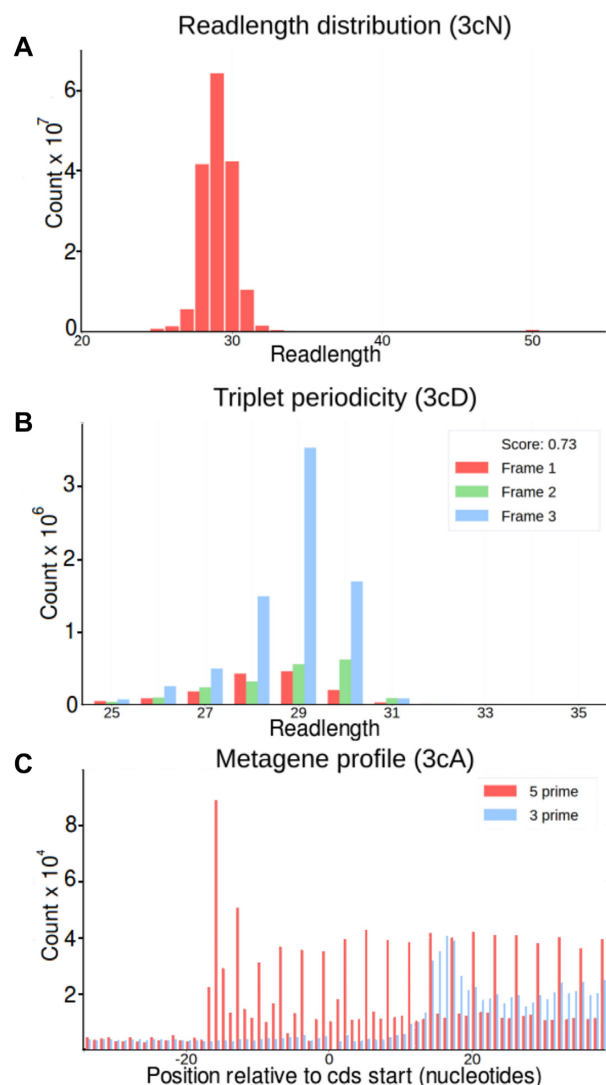 Readlength distribution (3cN)
A
6
4
2
0
Count x 10^7
20 30 40 50
Readlength
Triplet periodicity (3cD)
B
Score: 0.73
Frame 1
Frame 2
Frame 3
3
2
1
0
Count x 10^6
25 27 29 31 33 35
Readlength
Metagene profile (3cA)
C
5 prime
3 prime
8
6
4
2
Count x 10^4
-20 0 20
Position relative to cds start (nucleotides)